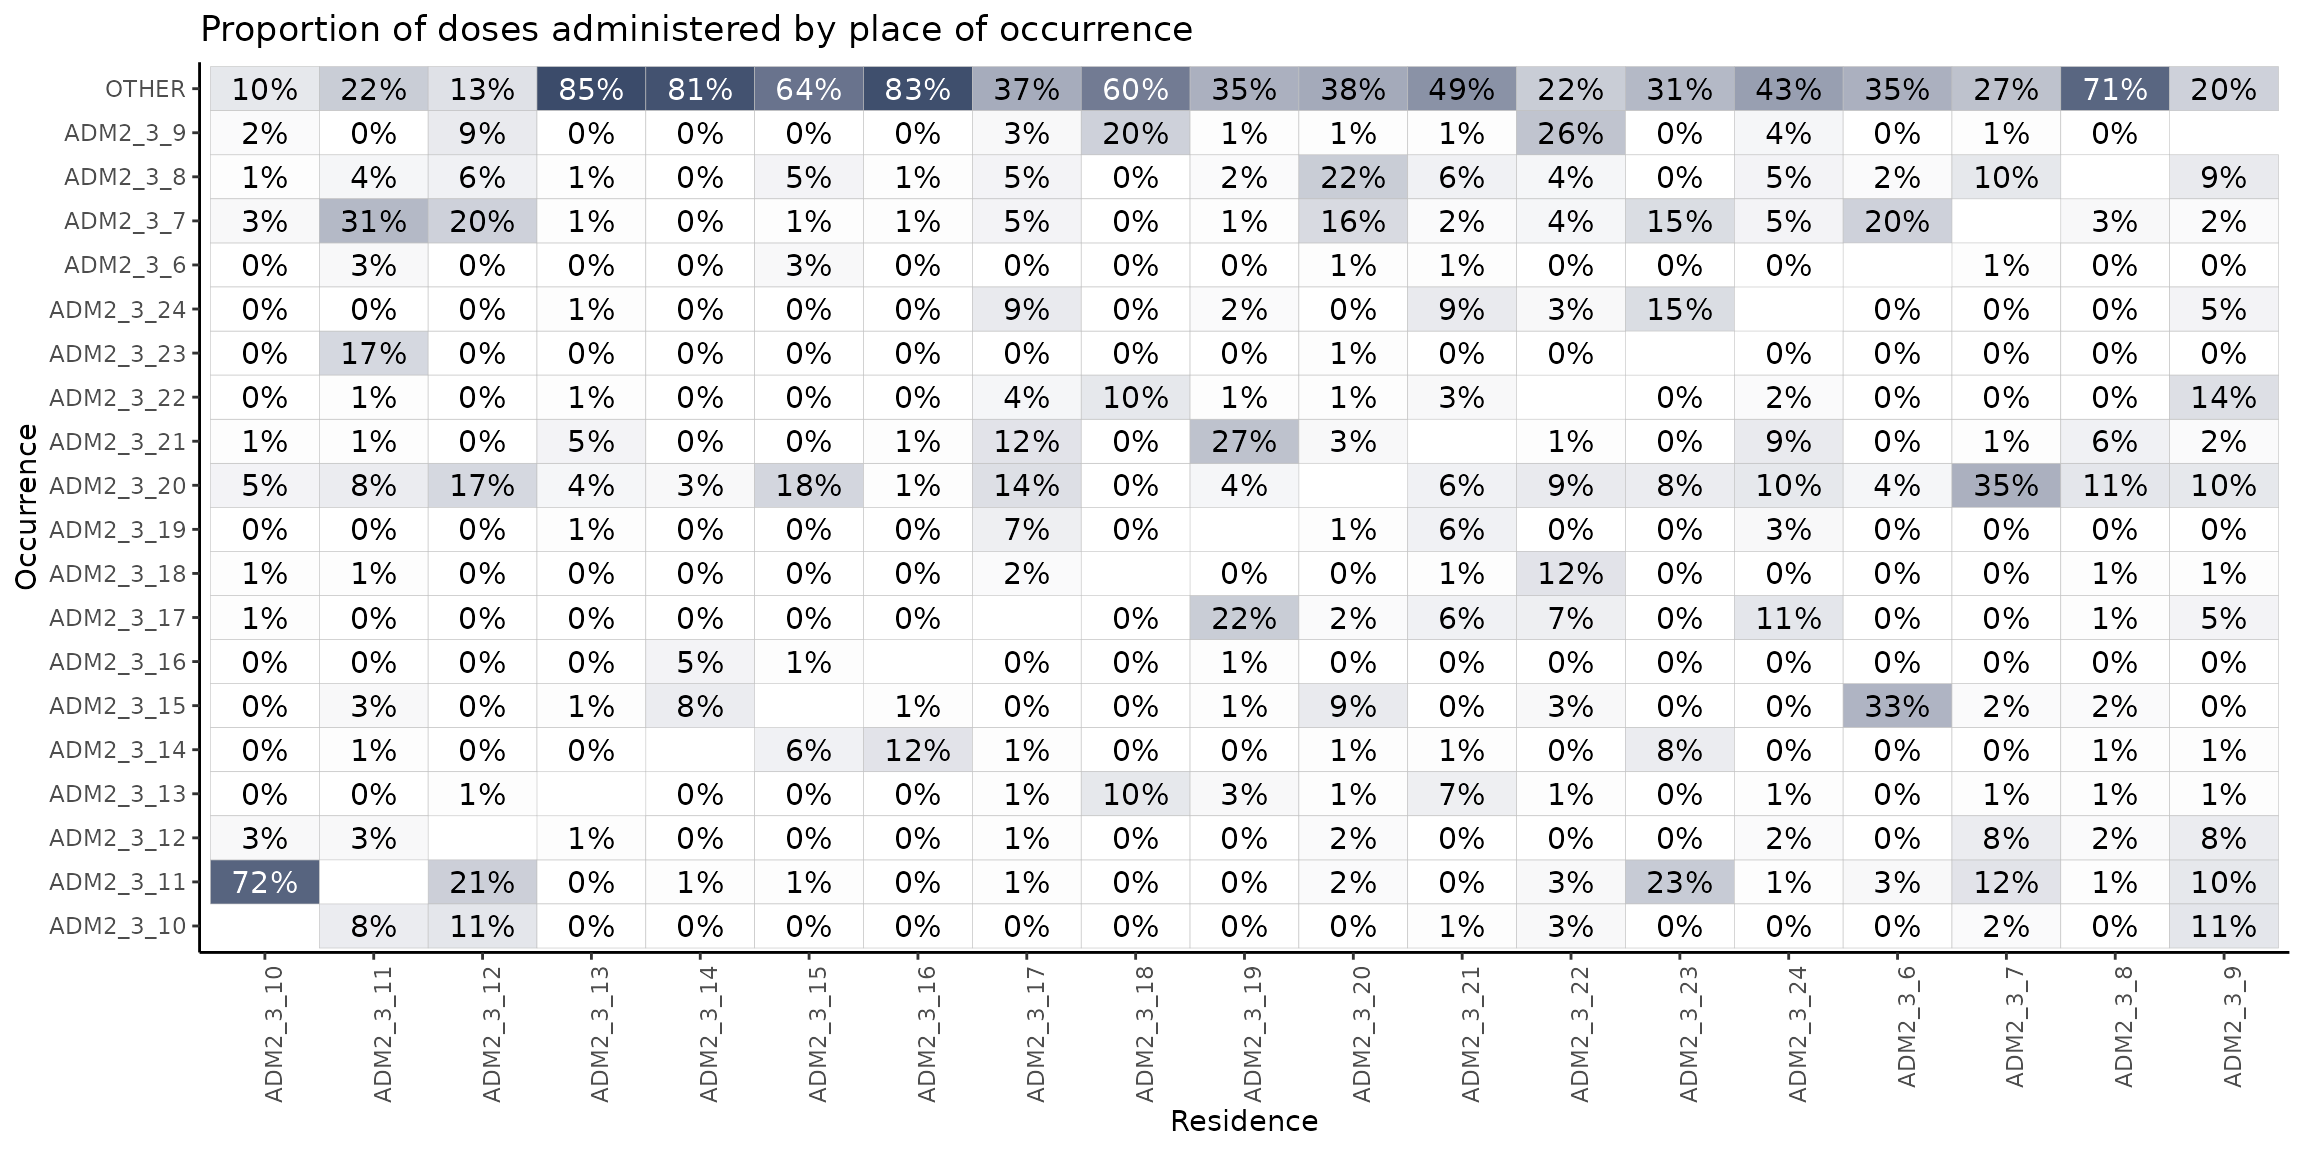 Proportion of doses administered by place of occurrence
OTHER 10% 22% 13% 85% 81% 64% 83% 37% 60% 35% 38% 49% 22% 31% 43% 35% 27% 71% 20%
ADM2_3_9 2% 0% 9% 0% 0% 0% 0% 3% 20% 1% 1% 1% 26% 0% 4% 0% 1% 0%
ADM2_3_8 1% 4% 6% 1% 0% 5% 1% 5% 0% 2% 22% 6% 4% 0% 5% 2% 10% 9%
ADM2_3_7 3% 31% 20% 1% 0% 1% 1% 5% 0% 1% 16% 2% 4% 15% 5% 20% 3% 2%
ADM2_3_6 0% 3% 0% 0% 0% 3% 0% 0% 0% 0% 1% 1% 0% 0% 0% 1% 0% 0%
ADM2_3_24 0% 0% 0% 1% 0% 0% 0% 9% 0% 2% 0% 9% 3% 15% 0% 0% 0% 5%
ADM2_3_23 0% 17% 0% 0% 0% 0% 0% 0% 0% 0% 1% 0% 0% 0% 0% 0% 0% 0%
ADM2_3_22 0% 1% 0% 1% 0% 0% 0% 4% 10% 1% 1% 3% 0% 2% 0% 0% 0% 14%
ADM2_3_21 1% 1% 0% 5% 0% 0% 1% 12% 0% 27% 3% 1% 0% 9% 0% 1% 6% 2%
ADM2_3_20 5% 8% 17% 4% 3% 18% 1% 14% 0% 4% 6% 9% 8% 10% 4% 35% 11% 10%
ADM2_3_19 0% 0% 0% 1% 0% 0% 0% 7% 0% 1% 6% 0% 0% 3% 0% 0% 0% 0%
ADM2_3_18 1% 1% 0% 0% 0% 0% 0% 2% 0% 0% 1% 12% 0% 0% 0% 0% 1% 1%
ADM2_3_17 1% 0% 0% 0% 0% 0% 0% 0% 22% 2% 6% 7% 0% 11% 0% 0% 1% 5%
ADM2_3_16 0% 0% 0% 0% 5% 1% 0% 0% 1% 0% 0% 0% 0% 0% 0% 0% 0% 0%
ADM2_3_15 0% 3% 0% 1% 8% 1% 0% 0% 1% 9% 0% 3% 0% 0% 33% 2% 2% 0%
ADM2_3_14 0% 1% 0% 0% 6% 12% 1% 0% 0% 1% 1% 0% 8% 0% 0% 0% 1% 1%
ADM2_3_13 0% 0% 1% 0% 0% 0% 1% 10% 3% 1% 7% 1% 0% 1% 0% 1% 1% 1%
ADM2_3_12 3% 3% 1% 0% 0% 0% 1% 0% 0% 2% 0% 0% 0% 2% 0% 8% 2% 8%
ADM2_3_11 72% 21% 0% 1% 1% 0% 1% 0% 0% 2% 0% 3% 23% 1% 3% 12% 1% 10%
ADM2_3_10 8% 11% 0% 0% 0% 0% 0% 0% 0% 0% 1% 3% 0% 0% 0% 2% 0% 11%
Occurrence
ADM2_3_10 ADM2_3_11 ADM2_3_12 ADM2_3_13 ADM2_3_14 ADM2_3_15 ADM2_3_16 ADM2_3_17 ADM2_3_18 ADM2_3_19 ADM2_3_20 ADM2_3_21 ADM2_3_22 ADM2_3_23 ADM2_3_24 ADM2_3_6 ADM2_3_7 ADM2_3_8 ADM2_3_9
Residence